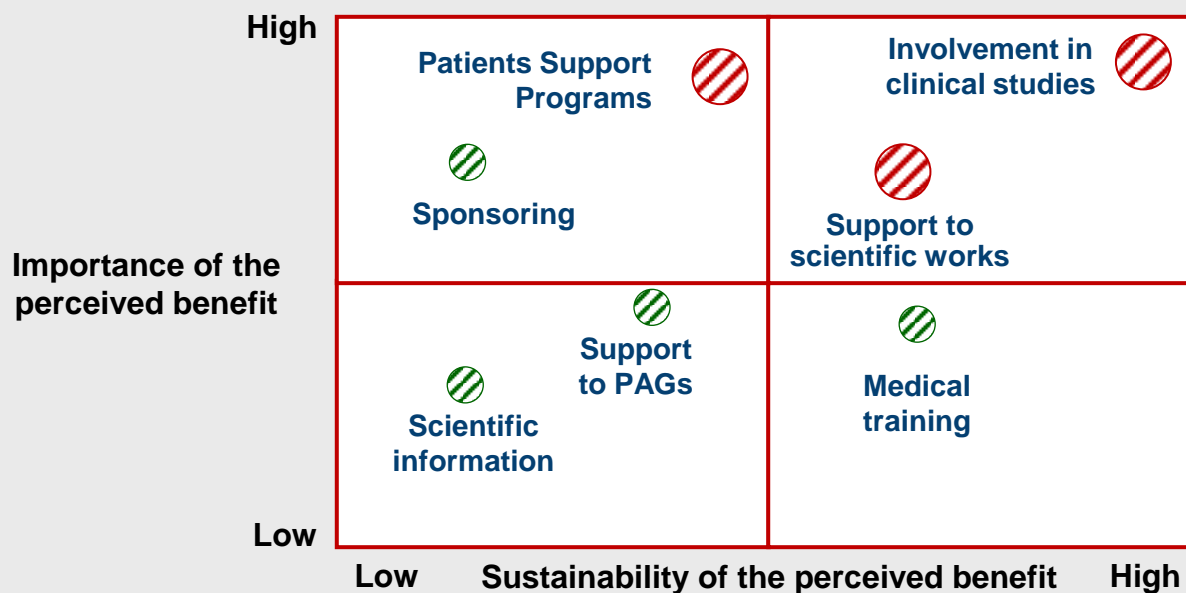 High
Patients Support
Programs
Involvement in
clinical studies
Sponsoring
Support to
scientific works
Importance of the
perceived benefit
Support
to PAGs
Medical
training
Scientific
information
Low
Low
Sustainability of the perceived benefit
High